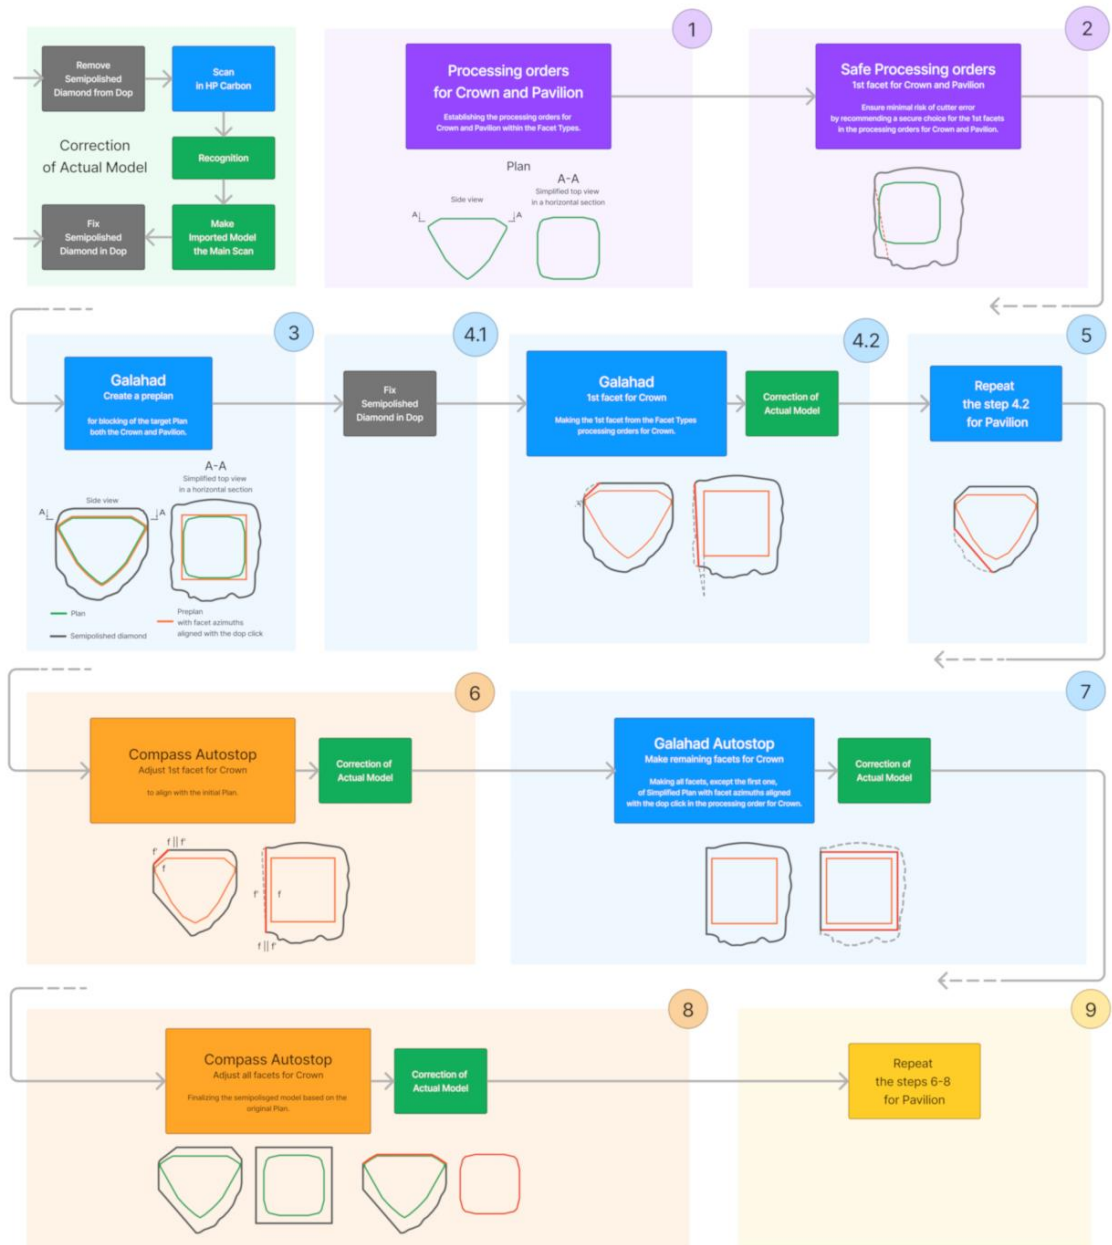 Remove
Semipolished
Diamond from Dop
Scan
in HP Carbon
Correction
of Actual Model
Recognition
Fix
Semipolished
Diamond in Dop
Make
Imported Model
the Main Scan
1
Processing orders
for Crown and Pavilion
Establishing the processing orders for
Crown and Pavilion within the Facet Types.
Plan
Side view
A
A
A-A
Simplified top view
in a horizontal section
2
Safe Processing orders
1st facet for Crown and Pavilion
Ensure minimal risk of cutter error
by recommending a secure choice for the 1st facets
in the processing orders for Crown and Pavilion.
3
Galahad
Create a preplan
for blocking of the target Plan
both the Crown and Pavilion.
A-A
Simplified top view
in a horizontal section
Side view
A
A
Plan
Semipolished diamond
Preplan
with facet azimuths
aligned with the dop click
4.1
Fix
Semipolished
Diamond in Dop
4.2
Galahad
1st facet for Crown
Making the 1st facet from the Facet Types
processing orders for Crown.
Correction of
Actual Model
5
Repeat
the step 4.2
for Pavilion
6
Compass Autostop
Adjust 1st facet for Crown
to align with the initial Plan.
Correction of
Actual Model
f || f'
f'
f
f'
f
f || f'
7
Galahad Autostop
Make remaining facets for Crown
Making all facets, except the first one,
of Simplified Plan with facet azimuths aligned
with the dop click in the processing order for Crown.
Correction of
Actual Model
8
Compass Autostop
Adjust all facets for Crown
Finalizing the semipolisged model based on the
original Plan.
Correction of
Actual Model
9
Repeat
the steps 6-8
for Pavilion